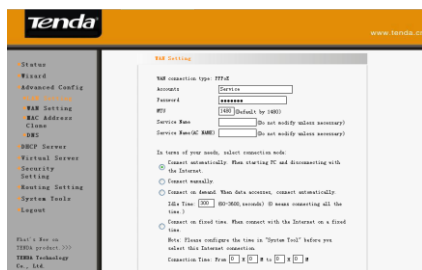 Tenda
www.tenda.c
Status
Wizard
Advanced Config
WAN Setting
MAC Address
Clone
DNS
DHCP Server
Virtual Server
Security
Setting
Routing Setting
System Tools
Logout
What's New on
TENDA product.>>>
TENDA Technology
Co., Ltd.
WAN Setting
WAN connection type: PPPoE
Accounts
Service
Password
MTU
1480 (Default by 1480)
Service Name
(Do not modify unless necessary)
Service Name(AC NAME)
(Do not modify unless necessary)
In terms of your needs, select connection mode:
Connect automatically. When starting PC and disconnecting with
the Internet.
Connect manually.
Connect on demand. When data accesses, connect automatically.
Idle Time: 300 (60-3600, seconds) (0 means connecting all the
time.)
Connect on fixed time. When connect with the Internet on a fixed
time.
Note: Please configure the time in "System Tool" before you
select this Internet connection.
Connection Time: From 0 H 0 M to 0 H 0 M